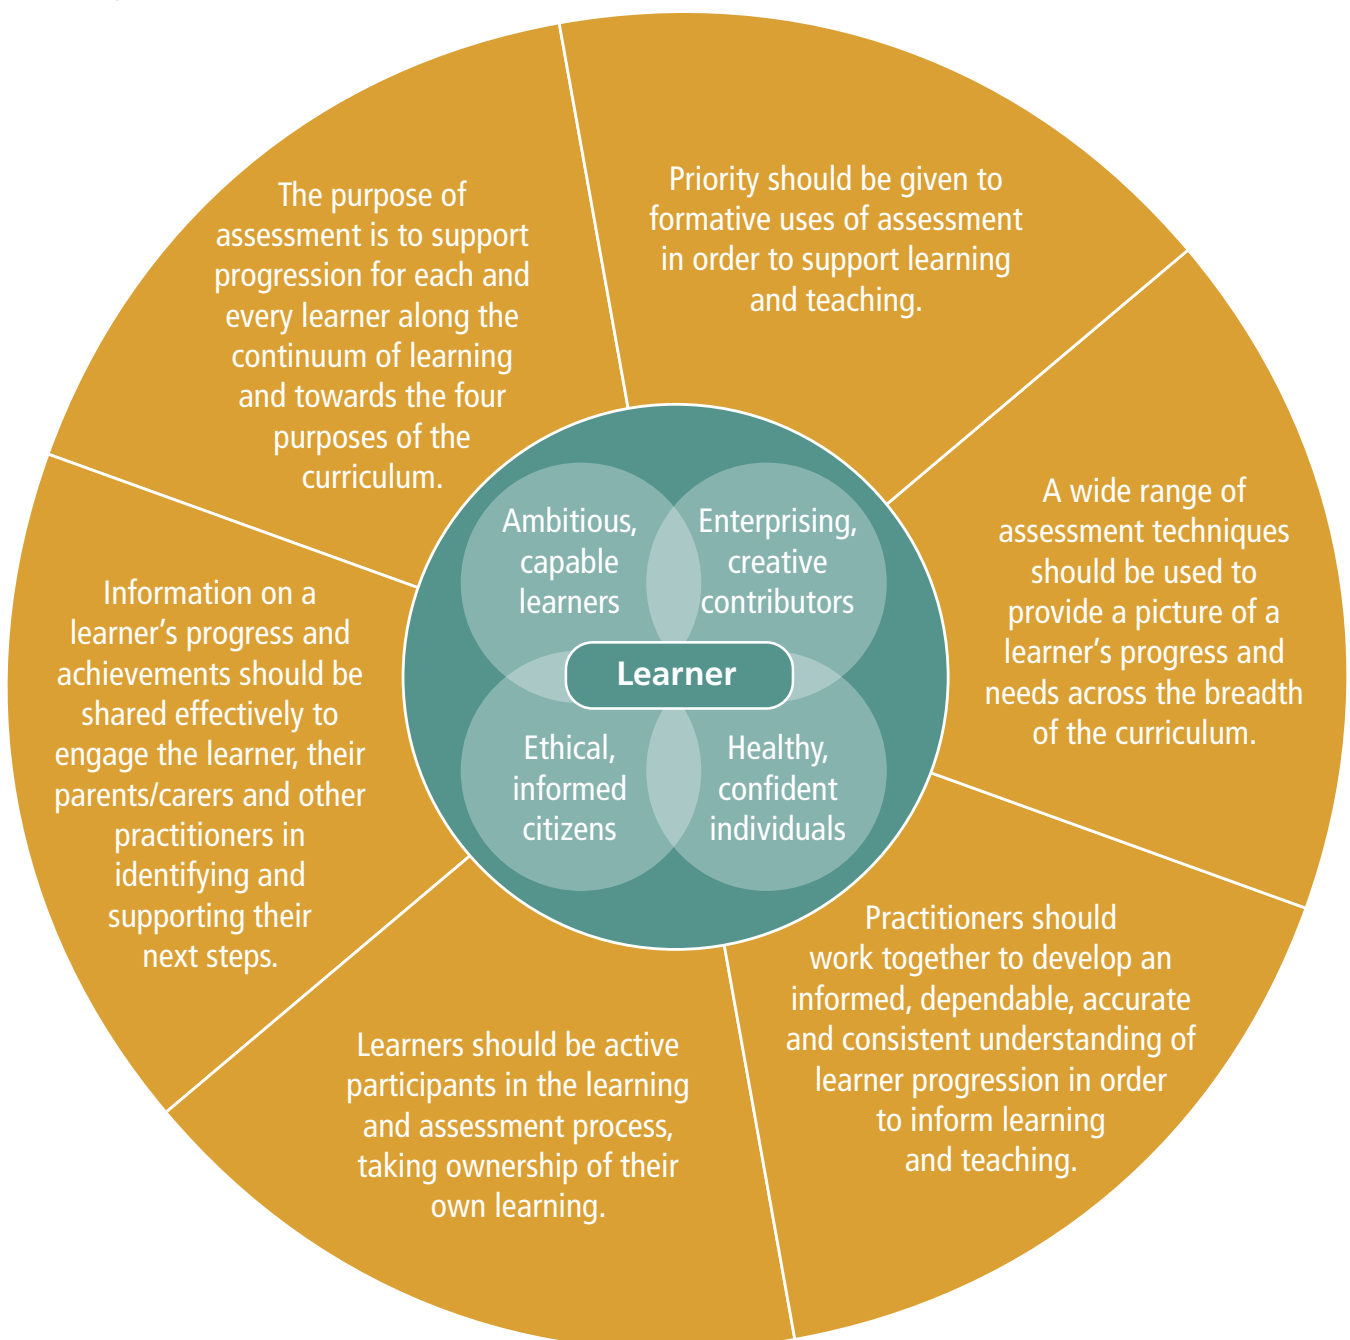 The purpose of
assessment is to support
progression for each and
every learner along the
continuum of learning
and towards the four
purposes of the
curriculum.
Priority should be given to
formative uses of assessment
in order to support learning
and teaching.
A wide range of
assessment techniques
should be used to
provide a picture of a
learner’s progress and
needs across the breadth
of the curriculum.
Practitioners should
work together to develop an
informed, dependable, accurate
and consistent understanding of
learner progression in order
to inform learning
and teaching.
Learners should be active
participants in the learning
and assessment process,
taking ownership of their
own learning.
Information on a
learner’s progress and
achievements should be
shared effectively to
engage the learner, their
parents/carers and other
practitioners in
identifying and
supporting their
next steps.
Ambitious,
capable
learners
Enterprising,
creative
contributors
Learner
Ethical,
informed
citizens
Healthy,
confident
individuals